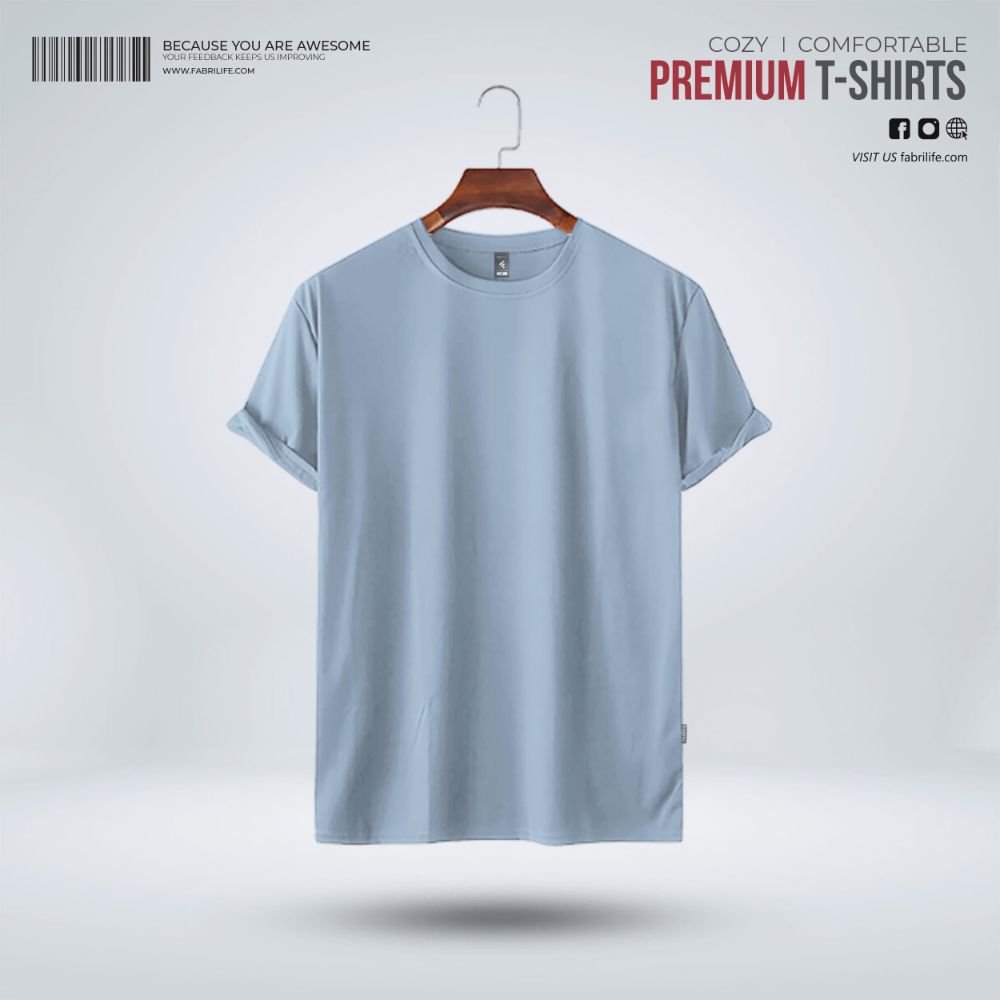 BECAUSE YOU ARE AWESOME
YOUR FEEDBACK KEEPS US IMPROVING
WWW.FABRILIFE.COM
COZY I COMFORTABLE
PREMIUM T-SHIRTS
VISIT US fabrilife.com